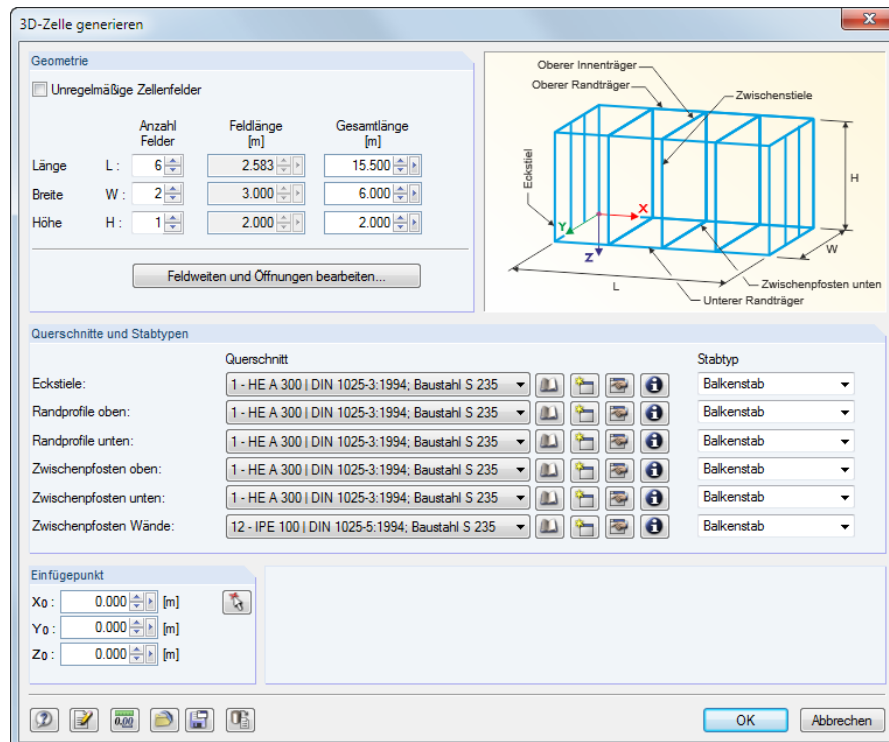 3D-Zelle generieren
Geometrie
Unregelmäßige Zellenfelder
Anzahl Felder
Feldlänge [m]
Gesamtlänge [m]
Länge L : 6 2.583 15.500
Breite W : 2 3.000 6.000
Höhe H : 1 2.000 2.000
Feldweiten und Öffnungen bearbeiten...
Oberer Innenträger
Oberer Randträger
Zwischenstiele
Eckstiel
H
X
Y
Z
W
L
Zwischenpfosten unten
Unterer Randträger
Querschnitte und Stabtypen
Querschnitt Stabtyp
Eckstiele: 1 - HE A 300 | DIN 1025-3:1994; Baustahl S 235 Balkenstab
Randprofile oben: 1 - HE A 300 | DIN 1025-3:1994; Baustahl S 235 Balkenstab
Randprofile unten: 1 - HE A 300 | DIN 1025-3:1994; Baustahl S 235 Balkenstab
Zwischenpfosten oben: 1 - HE A 300 | DIN 1025-3:1994; Baustahl S 235 Balkenstab
Zwischenpfosten unten: 1 - HE A 300 | DIN 1025-3:1994; Baustahl S 235 Balkenstab
Zwischenpfosten Wände: 12 - IPE 100 | DIN 1025-5:1994; Baustahl S 235 Balkenstab
Einfügepunkt
X0 : 0.000 [m]
Y0 : 0.000 [m]
Z0 : 0.000 [m]
0.00
OK Abbrechen